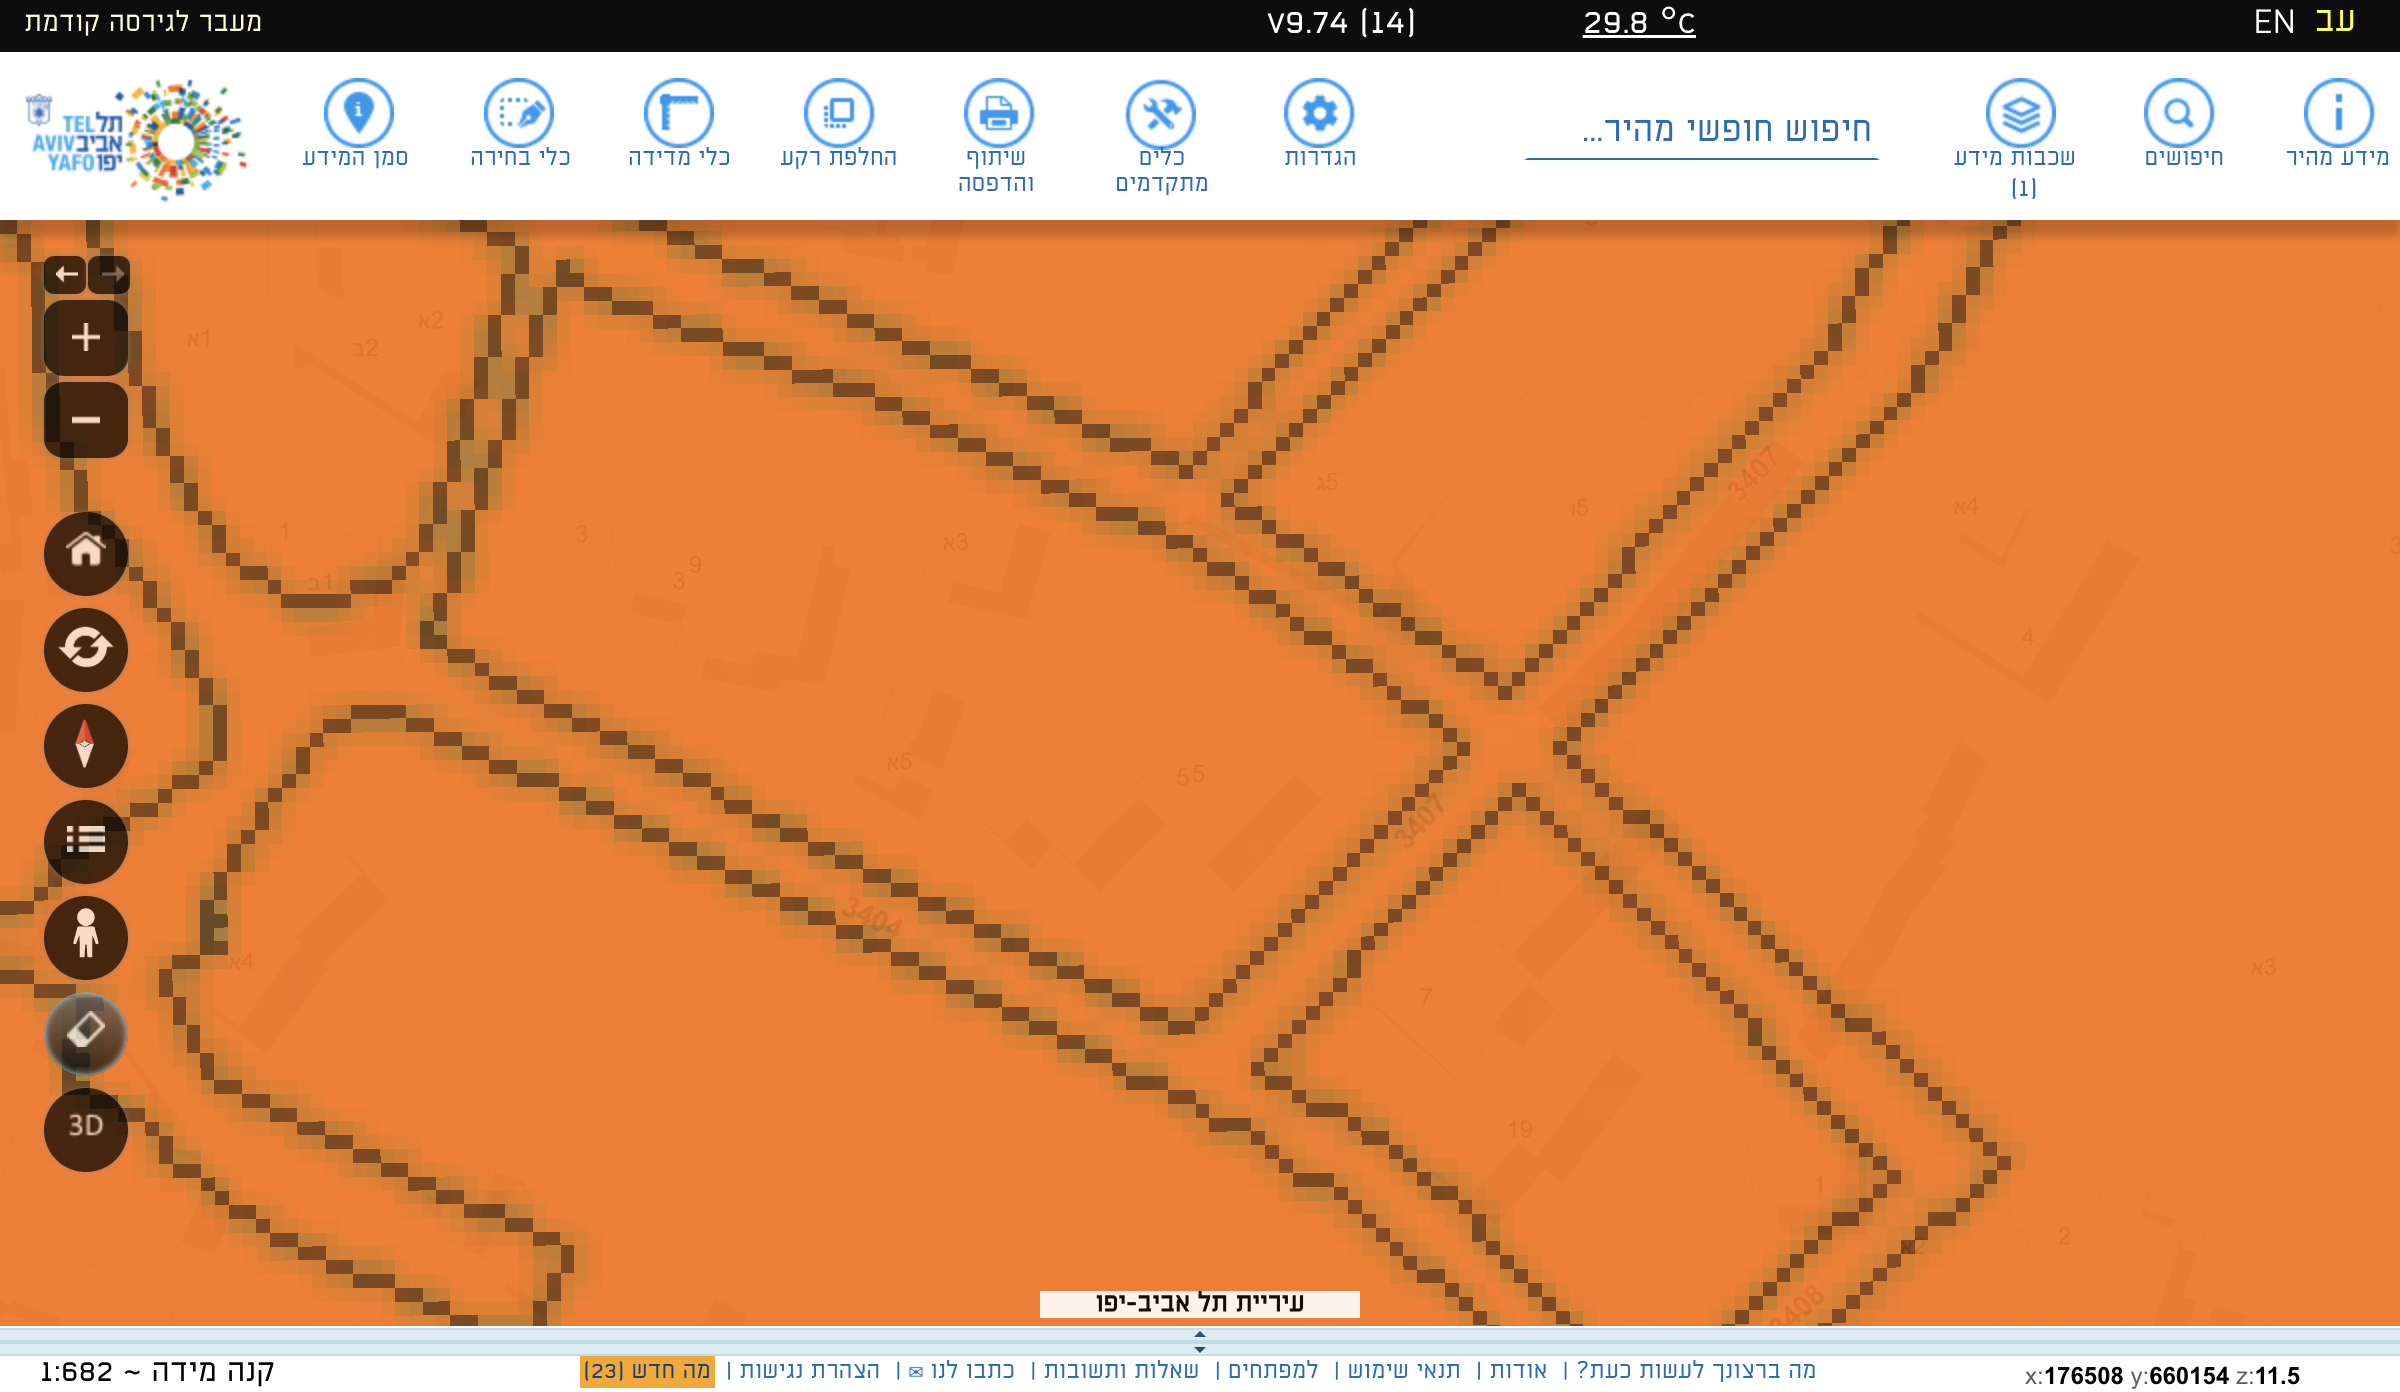 מעבר לגירסה קודמת
V9.74 (14)
29.8 °C
EN עב
TEL AVIV YAFO
תל אביב יפו
סמן המידע
כלי בחירה
כלי מדידה
החלפת רקע
שיתוף והדפסה
כלים מתקדמים
הגדרות
חיפוש חופשי מהיר...
שכבות מידע (1)
חיפושים
מידע מהיר
א1
ב2
א2
1
ב1
3
3
9
א3
ג5
ו5
3407
א4
4
א5
55
3407
3404
א4
7
19
א3
1
2
א2
3408
3D
עיריית תל אביב-יפו
קנה מידה ~ 1:682
מה ברצונך לעשות כעת? | אודות | תנאי שימוש | למפתחים | שאלות ותשובות | כתבו לנו ✉ | הצהרת נגישות | מה חדש (23)
x:176508 y:660154 z:11.5